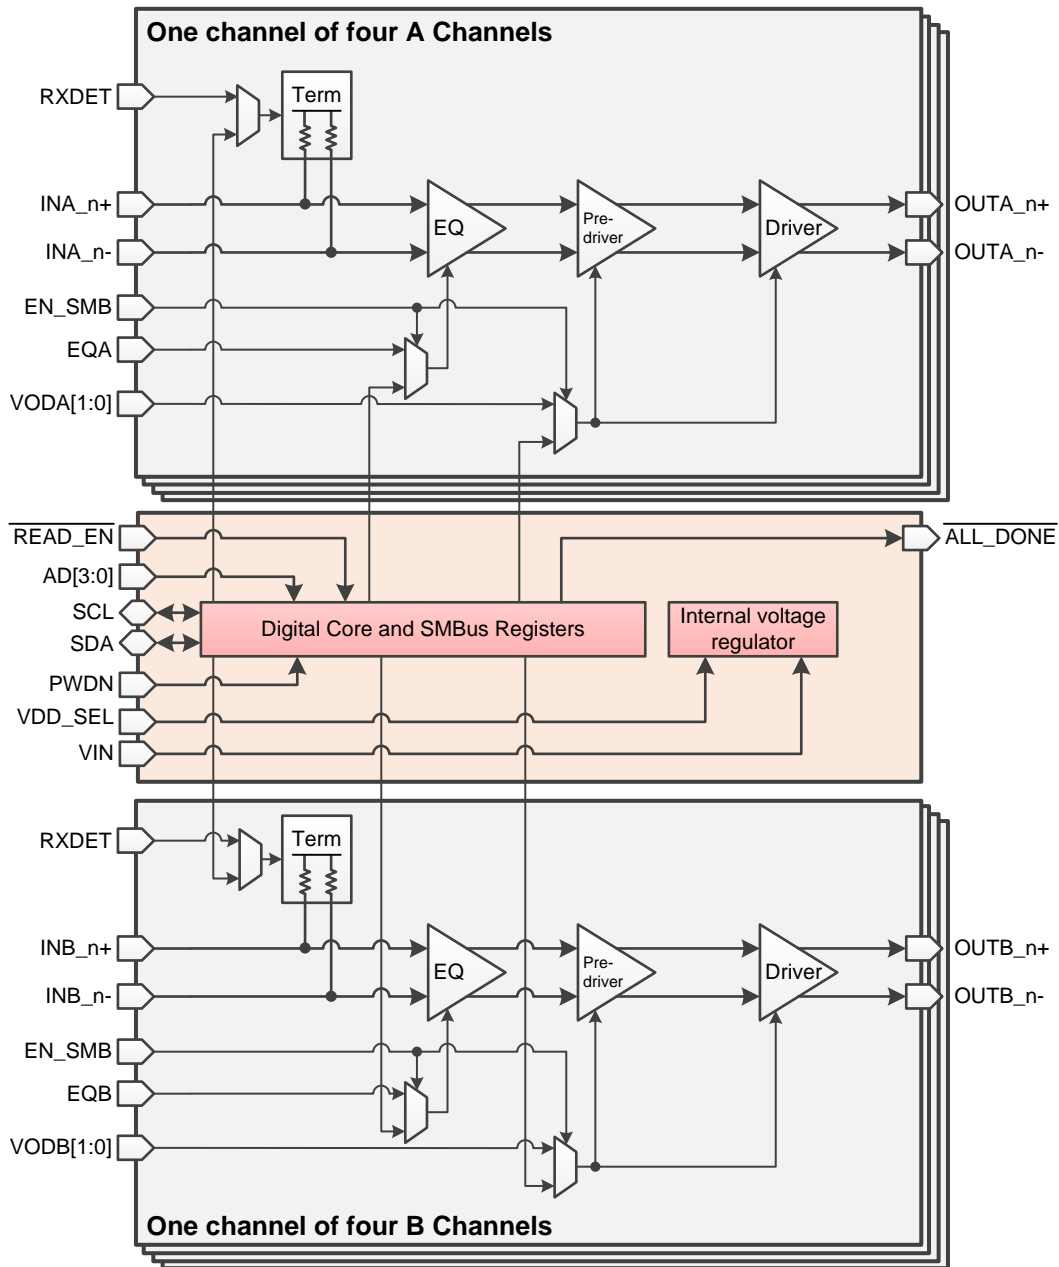 One channel of four A Channels
RXDET
Term
INA_n+
INA_n-
EQ
Pre-
driver
Driver
OUTA_n+
OUTA_n-
EN_SMB
EQA
VODA[1:0]
READ_EN
AD[3:0]
SCL
SDA
PWDN
VDD_SEL
VIN
Digital Core and SMBus Registers
Internal voltage
regulator
ALL_DONE
RXDET
Term
INB_n+
INB_n-
EQ
Pre-
driver
Driver
OUTB_n+
OUTB_n-
EN_SMB
EQB
VODB[1:0]
One channel of four B Channels